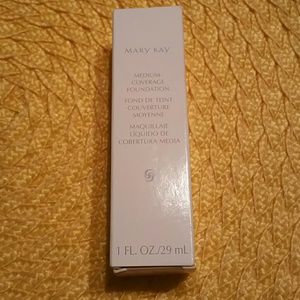 MARY KAY
MEDIUM-
COVERAGE
FOUNDATION
FOND DE TEINT
COUVERTURE
MOYENNE
MAQUILLAJE
LÍQUIDO DE
COBERTURA MEDIA
1 FL. OZ./29 mL